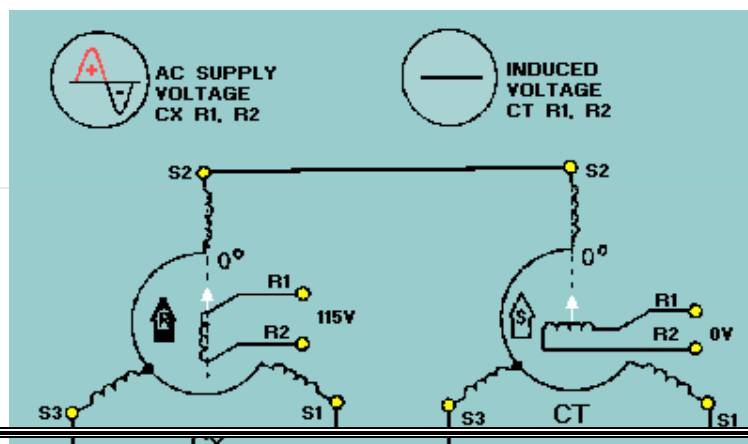 AC SUPPLY
VOLTAGE
CX R1, R2
+
-
INDUCED
VOLTAGE
CT R1, R2
S2
S2
0°
0°
R1
R
115V
R2
R1
S
R2
0V
S3
S1
S3
CT
S1
CX